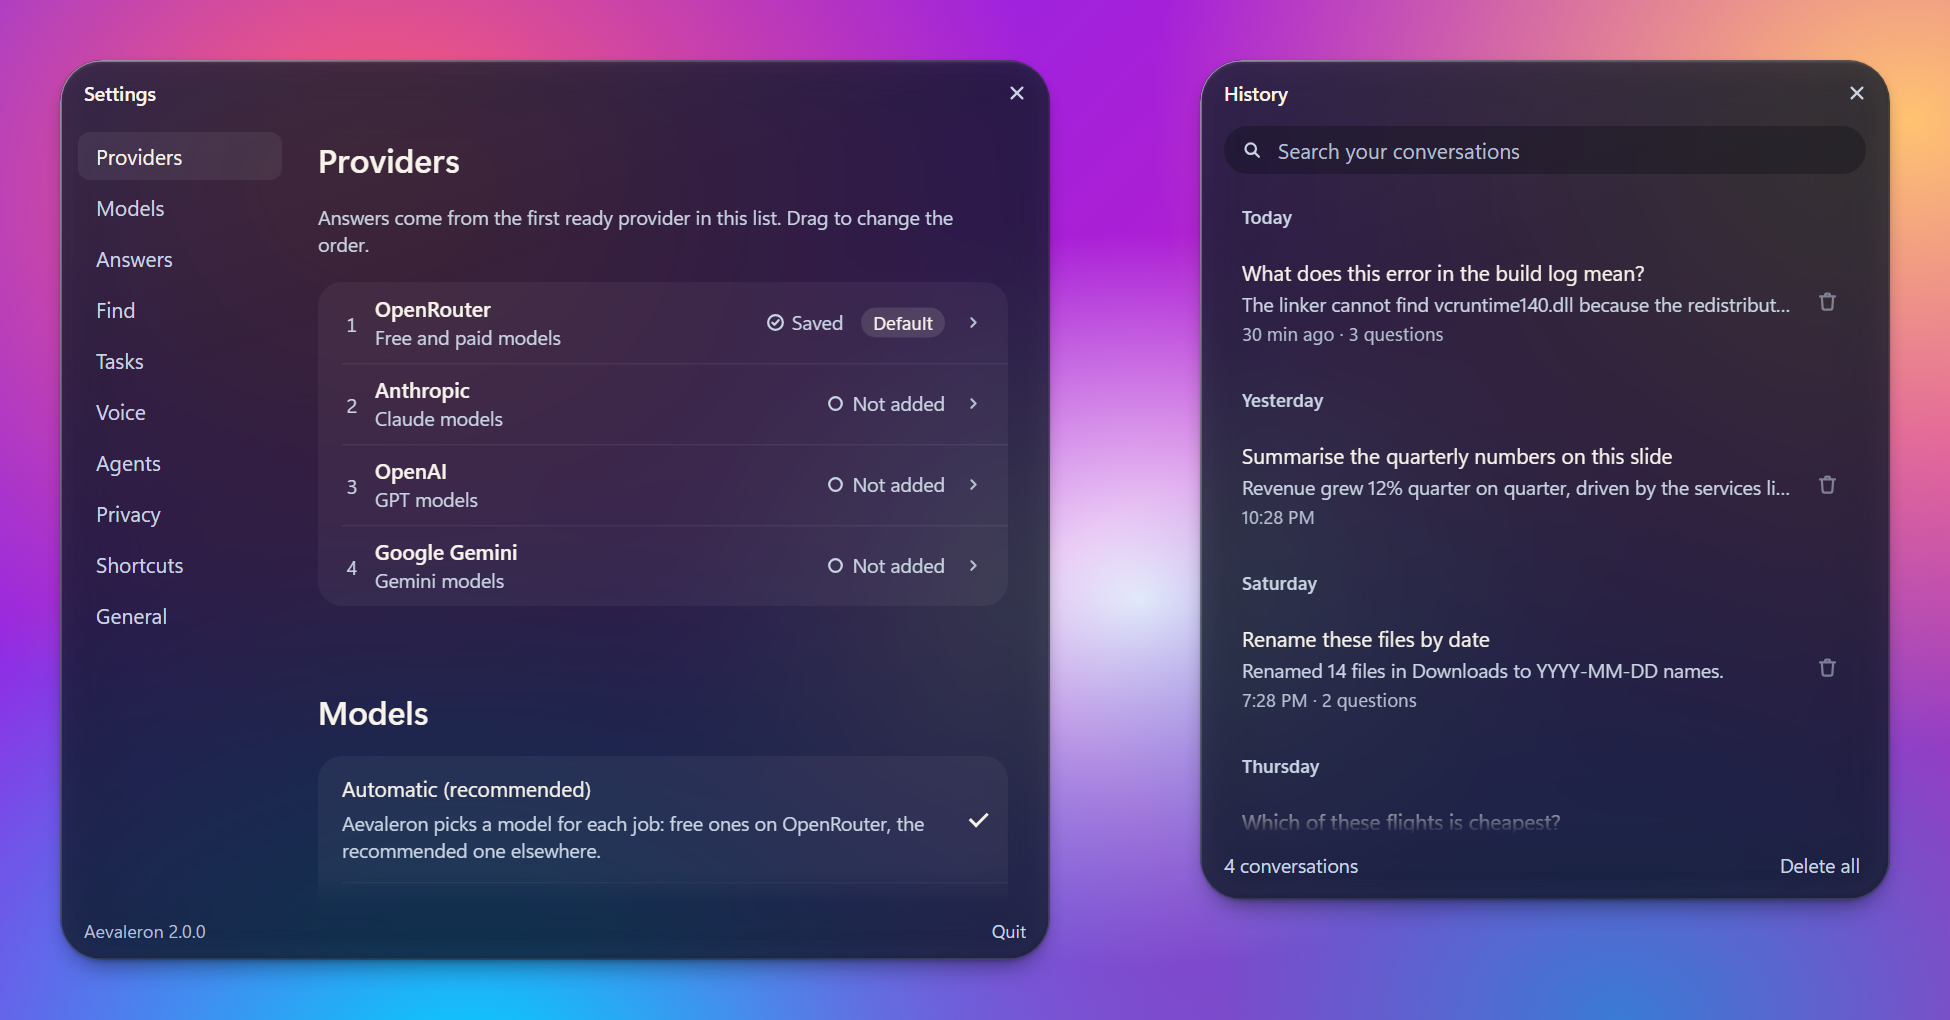 Settings
Providers
Models
Answers
Find
Tasks
Voice
Agents
Privacy
Shortcuts
General
Providers
Answers come from the first ready provider in this list. Drag to change the
order.
1
OpenRouter
Free and paid models
Saved
Default
2
Anthropic
Claude models
Not added
3
OpenAI
GPT models
Not added
4
Google Gemini
Gemini models
Not added
Models
Automatic (recommended)
Aevaleron picks a model for each job: free ones on OpenRouter, the
recommended one elsewhere.
Aevaleron 2.0.0
Quit
History
Search your conversations
Today
What does this error in the build log mean?
The linker cannot find vcruntime140.dll because the redistribut...
30 min ago · 3 questions
Yesterday
Summarise the quarterly numbers on this slide
Revenue grew 12% quarter on quarter, driven by the services li...
10:28 PM
Saturday
Rename these files by date
Renamed 14 files in Downloads to YYYY-MM-DD names.
7:28 PM · 2 questions
Thursday
Which of these flights is cheapest?
4 conversations
Delete all